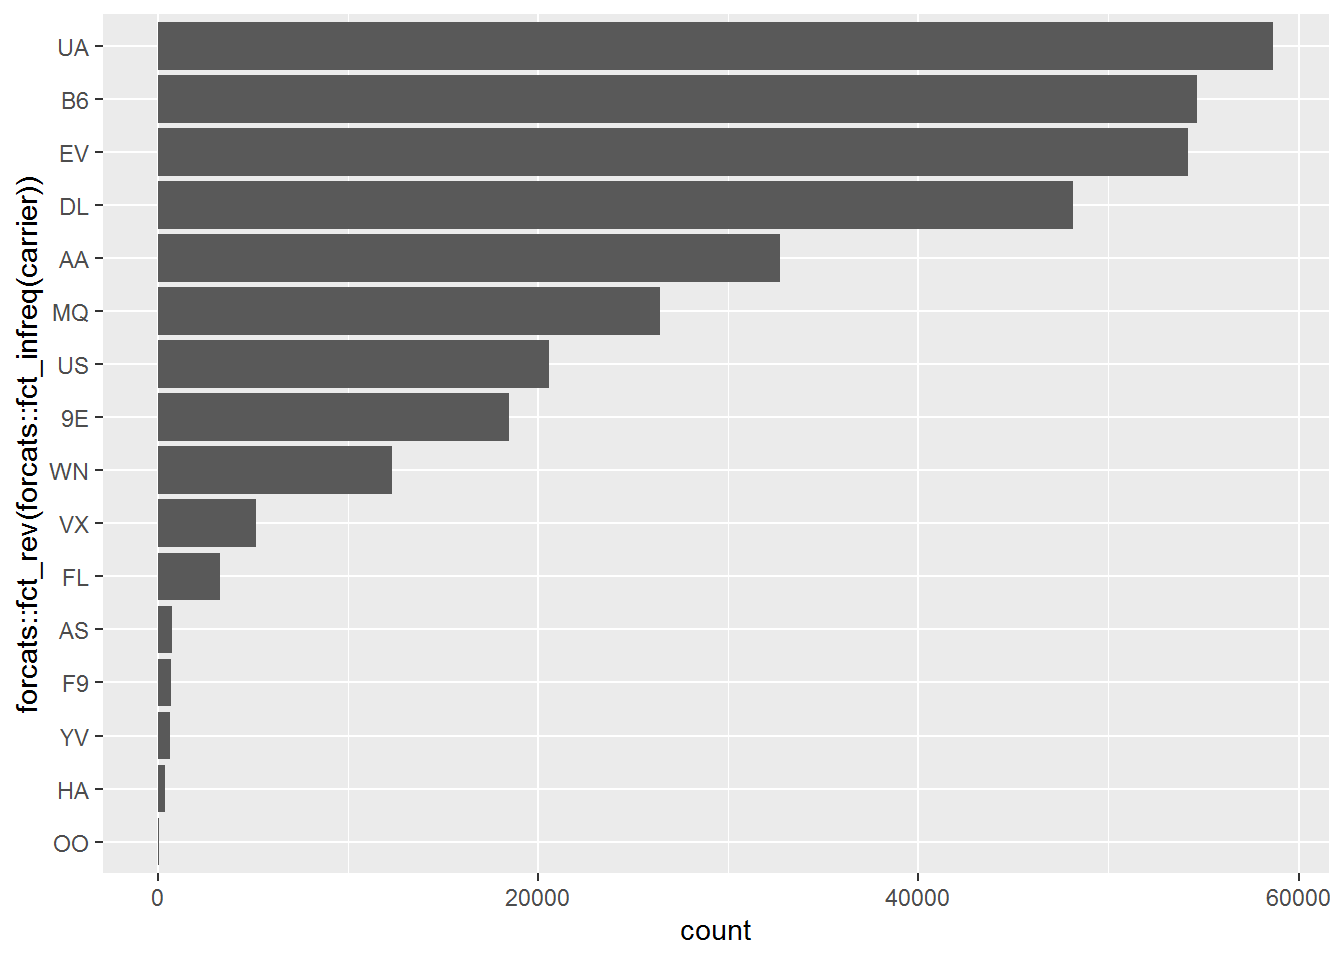 forcats::fct_rev(forcats::fct_infreq(carrier))
UA
B6
EV
DL
AA
MQ
US
9E
WN
VX
FL
AS
F9
YV
HA
OO
0 20000 40000 60000
count